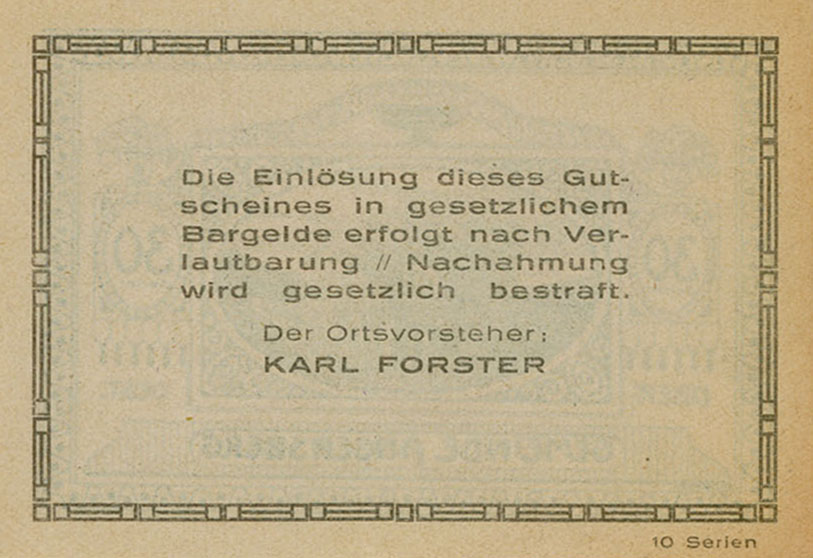 Die Einlösung dieses Gut-
scheines in gesetzlichem
Bargelde erfolgt nach Ver-
lautbarung // Nachahmung
wird gesetzlich bestraft.
Der Ortsvorsteher:
KARL FORSTER
10 Serien